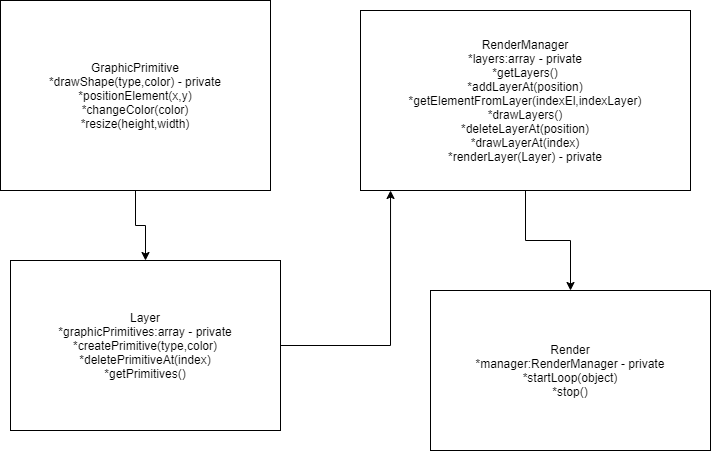 GraphicPrimitive
*drawShape(type,color) - private
*positionElement(x,y)
*changeColor(color)
*resize(height,width)
RenderManager
*layers:array - private
*getLayers()
*addLayerAt(position)
*getElementFromLayer(indexEl,indexLayer)
*drawLayers()
*deleteLayerAt(position)
*drawLayerAt(index)
*renderLayer(Layer) - private
Layer
*graphicPrimitives:array - private
*createPrimitive(type,color)
*deletePrimitiveAt(index)
*getPrimitives()
Render
*manager:RenderManager - private
*startLoop(object)
*stop()